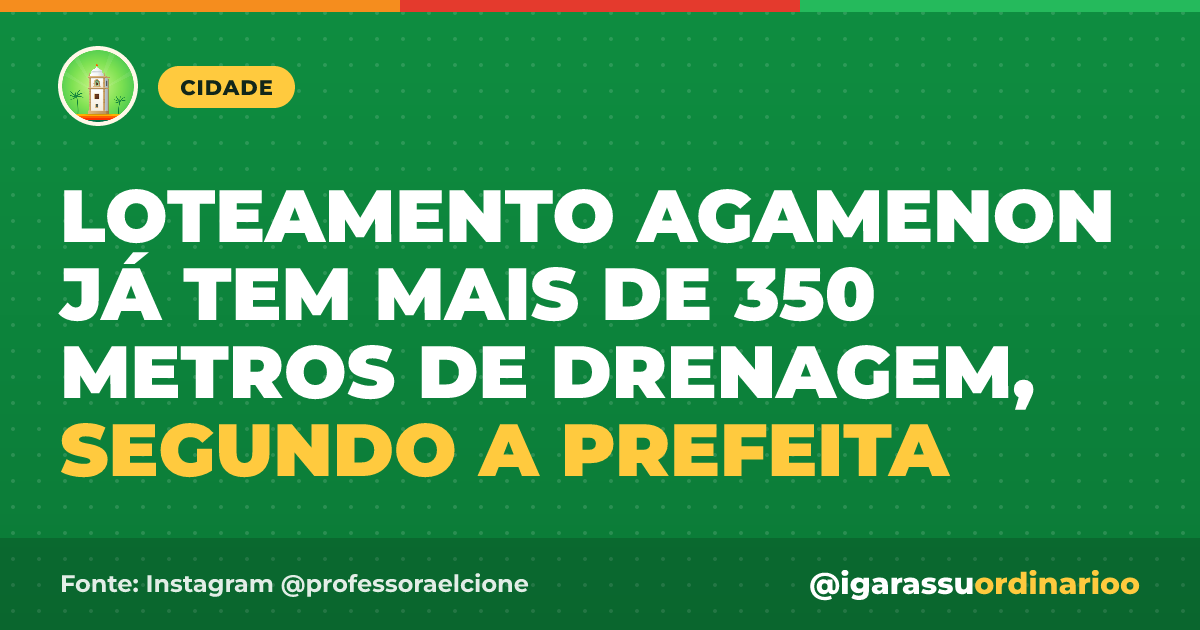 CIDADE
LOTEAMENTO AGAMENON
JÁ TEM MAIS DE 350
METROS DE DRENAGEM,
SEGUNDO A PREFEITA
Fonte: Instagram @professoraelcione
@igarassuordinarioo